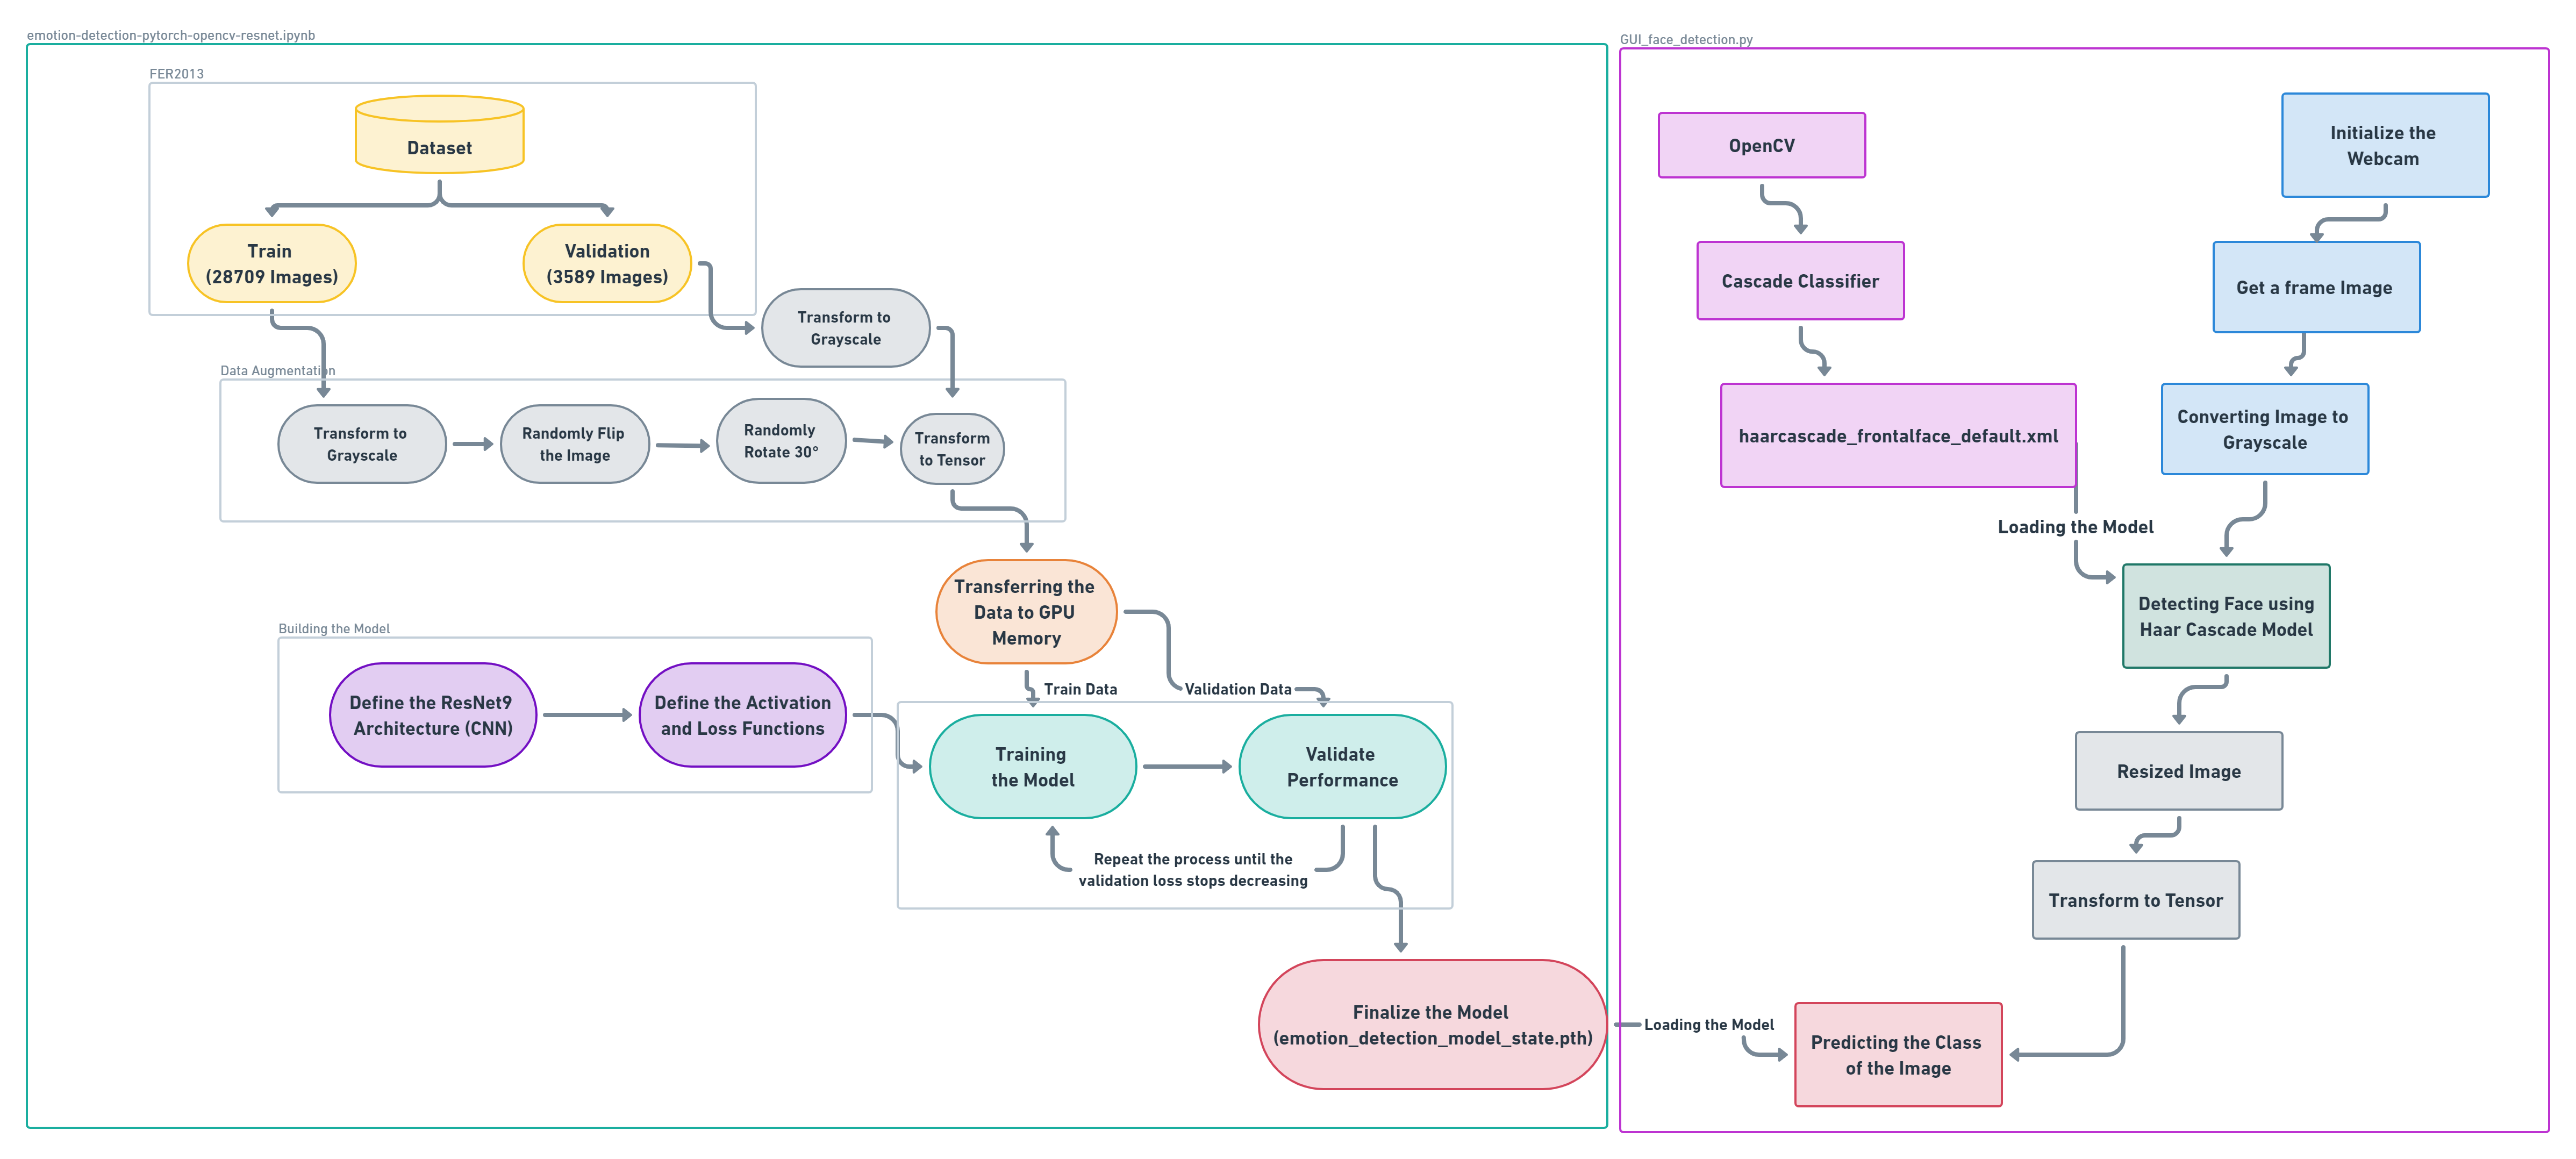 emotion-detection-pytorch-opencv-resnet.ipynb
FER2013
Dataset
Train
(28709 Images)
Validation
(3589 Images)
Transform to
Grayscale
Data Augmentation
Transform to
Grayscale
Randomly Flip
the Image
Randomly
Rotate 30°
Transform
to Tensor
Transferring the
Data to GPU
Memory
Building the Model
Define the ResNet9
Architecture (CNN)
Define the Activation
and Loss Functions
Train Data
Validation Data
Training
the Model
Validate
Performance
Repeat the process until the
validation loss stops decreasing
Finalize the Model
(emotion_detection_model_state.pth)
GUI_face_detection.py
OpenCV
Initialize the
Webcam
Cascade Classifier
Get a frame Image
haarcascade_frontalface_default.xml
Converting Image to
Grayscale
Loading the Model
Detecting Face using
Haar Cascade Model
Resized Image
Transform to Tensor
Loading the Model
Predicting the Class
of the Image